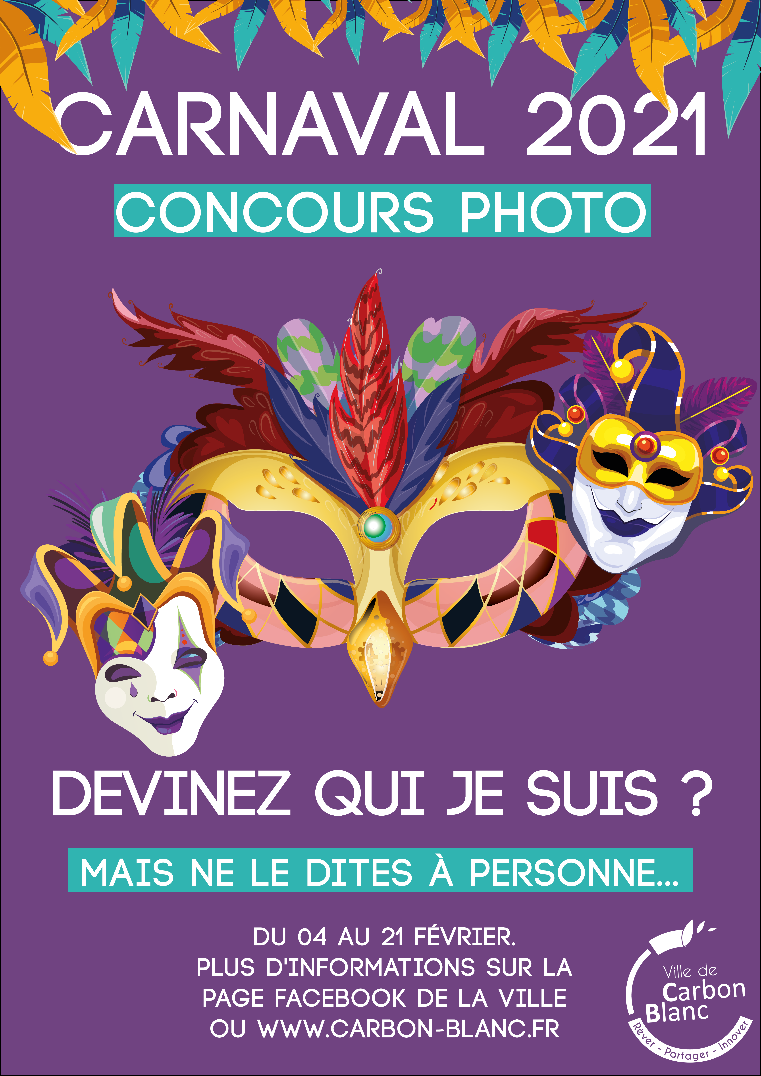 CARNAVAL 2021
CONCOURS PHOTO
DEVINEZ QUI JE SUIS ?
MAIS NE LE DITES À PERSONNE...
DU 04 AU 21 FÉVRIER.
PLUS D'INFORMATIONS SUR LA
PAGE FACEBOOK DE LA VILLE
OU WWW.CARBON-BLANC.FR
Ville de
Carbon
Blanc
Rêver - Partager - Innover